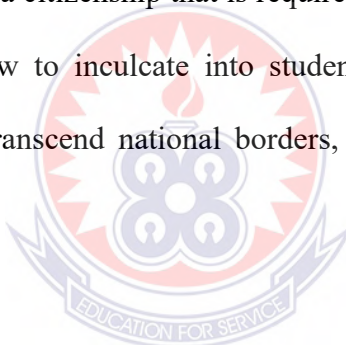 a citizenship that is require
w to inculcate into studen
ranscend national borders,
EDUCATION FOR SERVICE